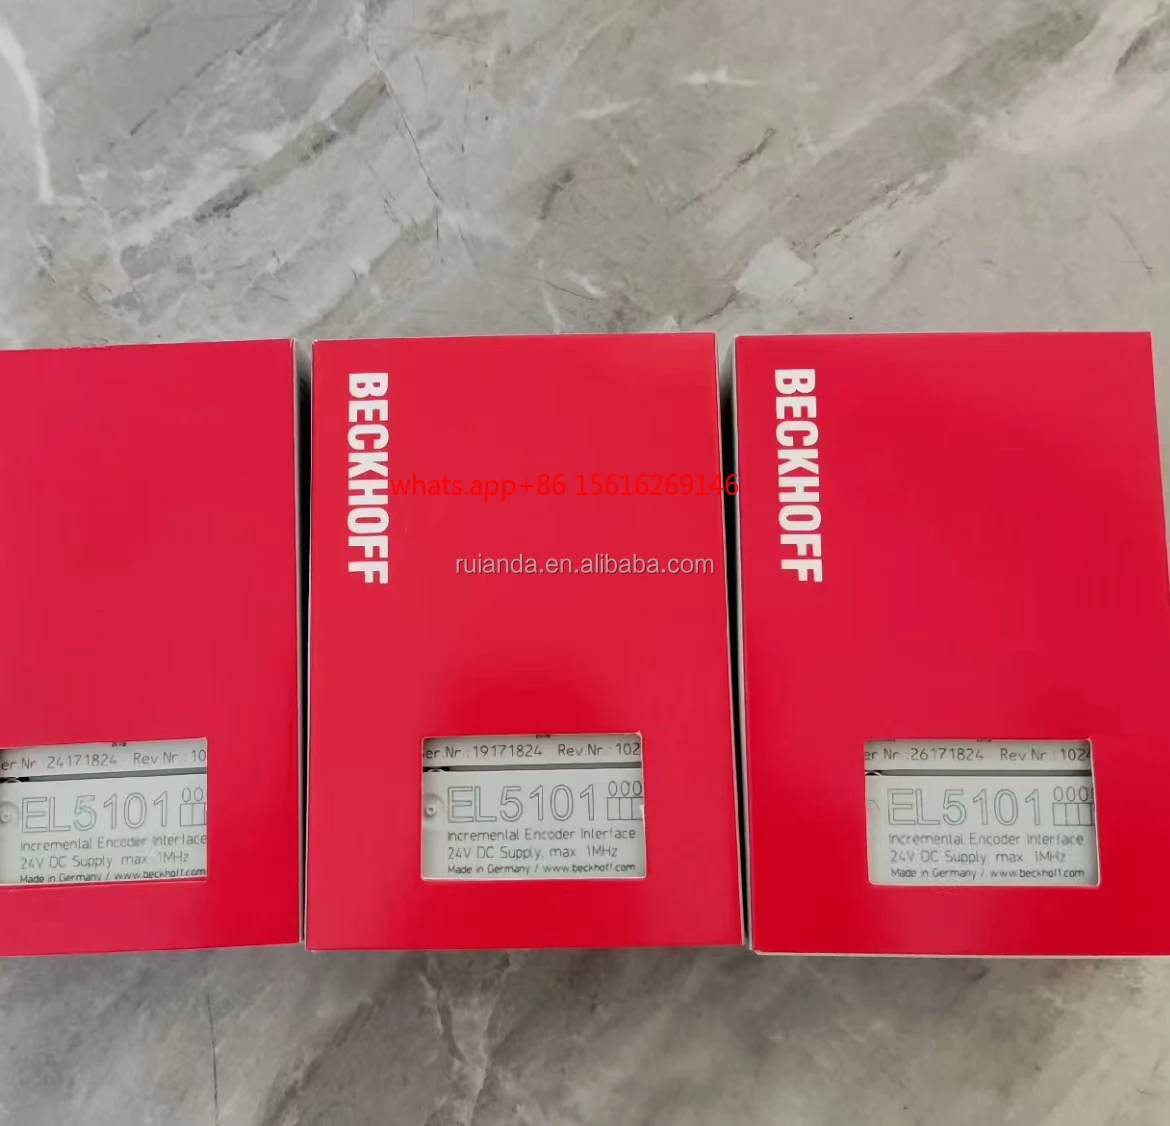 BECKHOFF
BECKHOFF
whats.app+86 15616269146
ruianda.en.alibaba.com
er Nr.:24171824 Rev.Nr.:10
EL5101 00
Incremental Encoder Interface
24V DC Supply, max. 1MHz
Made in Germany / www.beckhoff.com
er.Nr.:19171824 Rev.Nr.:102
EL5101 000
Incremental Encoder Interface
24V DC Supply, max. 1MHz
Made in Germany / www.beckhoff.com
er.Nr.:26171824 Rev.Nr.:1024
EL5101 000
Incremental Encoder Interface
24V DC Supply, max. 1MHz
Made in Germany / www.beckhoff.com